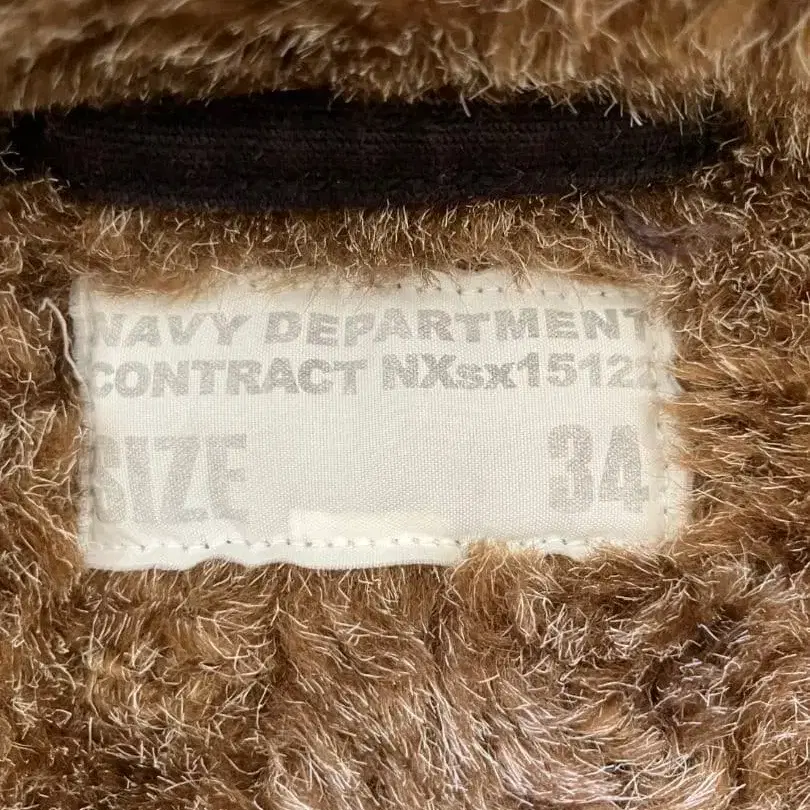 NAVY DEPARTMENT
CONTRACT NXsx15122
SIZE 34